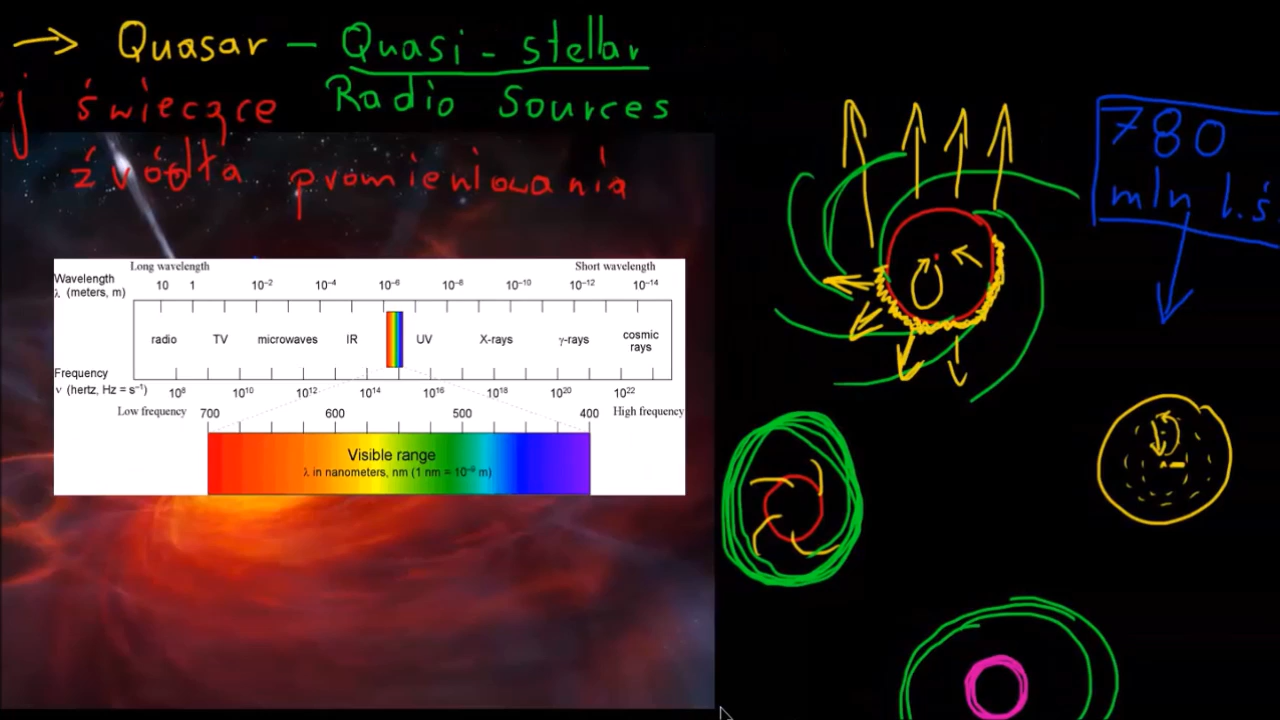 → Quasar - Quasi-stellar
Radio Sources
j świecące
źródła promieniowania
780
mln l.ś
Long wavelength Short wavelength
Wavelength
λ (meters, m)
10 1 10⁻² 10⁻⁴ 10⁻⁶ 10⁻⁸ 10⁻¹⁰ 10⁻¹² 10⁻¹⁴
radio TV microwaves IR UV X-rays γ-rays cosmic rays
Frequency
ν (hertz, Hz = s⁻¹)
10⁸ 10¹⁰ 10¹² 10¹⁴ 10¹⁶ 10¹⁸ 10²⁰ 10²²
Low frequency 700 600 500 400 High frequency
Visible range
λ in nanometers, nm (1 nm = 10⁻⁹ m)